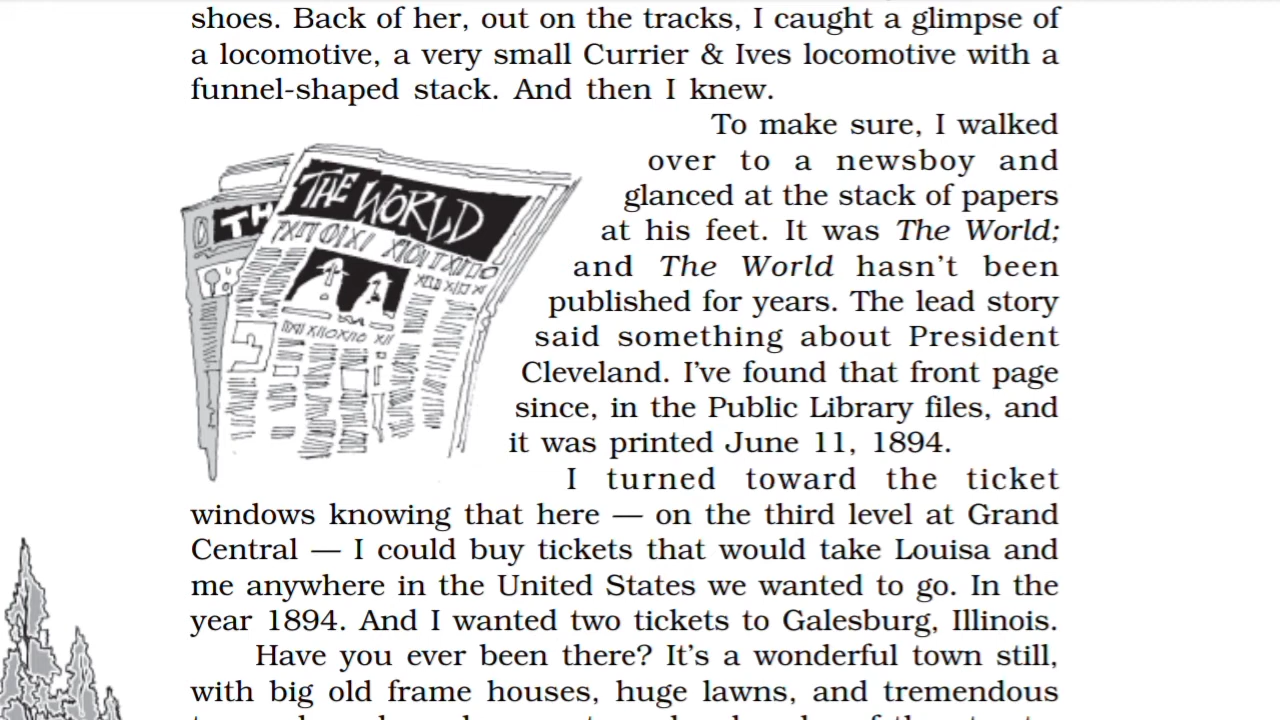 shoes. Back of her, out on the tracks, I caught a glimpse of
a locomotive, a very small Currier & Ives locomotive with a
funnel-shaped stack. And then I knew.
To make sure, I walked
over to a newsboy and
glanced at the stack of papers
at his feet. It was The World;
and The World hasn't been
published for years. The lead story
said something about President
Cleveland. I've found that front page
since, in the Public Library files, and
it was printed June 11, 1894.
THE WORLD
TH
I turned toward the ticket
windows knowing that here — on the third level at Grand
Central — I could buy tickets that would take Louisa and
me anywhere in the United States we wanted to go. In the
year 1894. And I wanted two tickets to Galesburg, Illinois.
Have you ever been there? It's a wonderful town still,
with big old frame houses, huge lawns, and tremendous